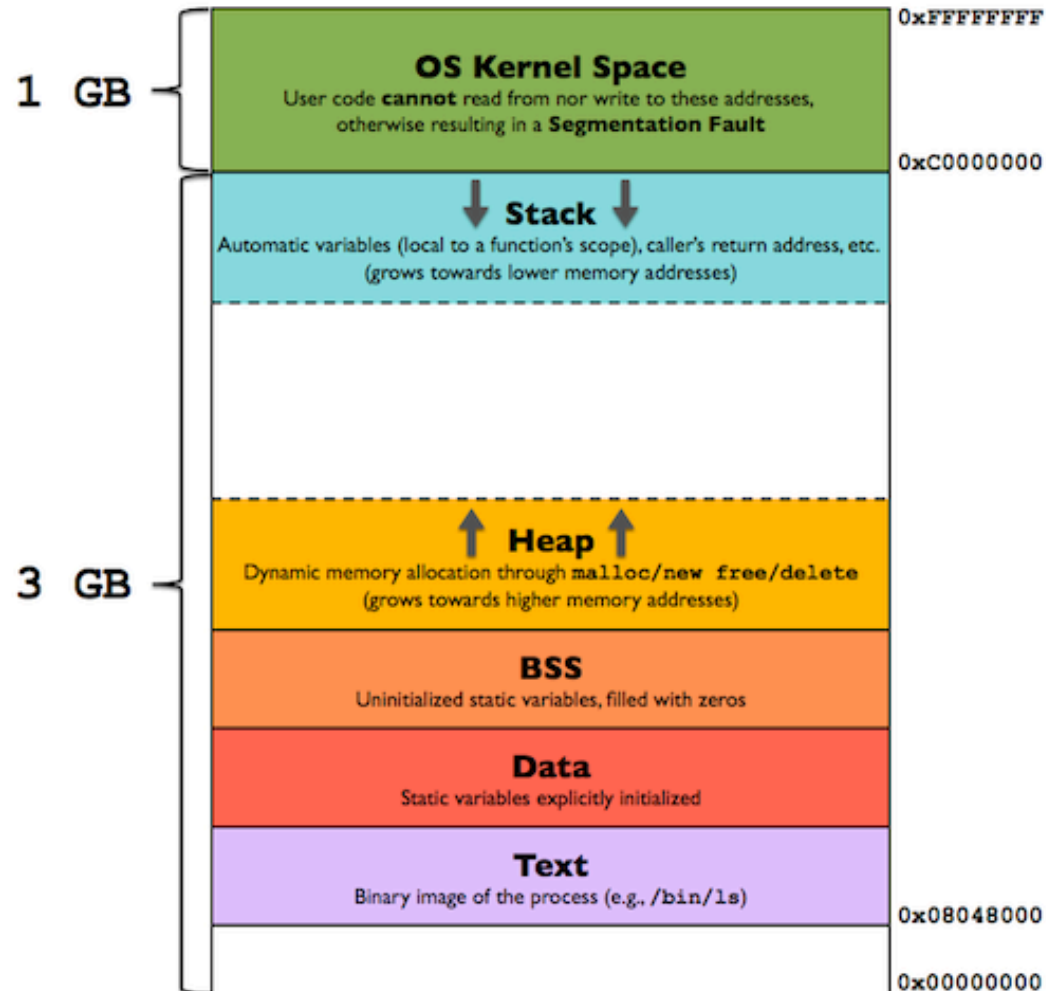 0xFFFFFFFF
1 GB
OS Kernel Space
User code cannot read from nor write to these addresses,
otherwise resulting in a Segmentation Fault
0xC0000000
Stack
Automatic variables (local to a function's scope), caller's return address, etc.
(grows towards lower memory addresses)
3 GB
Heap
Dynamic memory allocation through malloc/new free/delete
(grows towards higher memory addresses)
BSS
Uninitialized static variables, filled with zeros
Data
Static variables explicitly initialized
Text
Binary image of the process (e.g., /bin/ls)
0x08048000
0x00000000